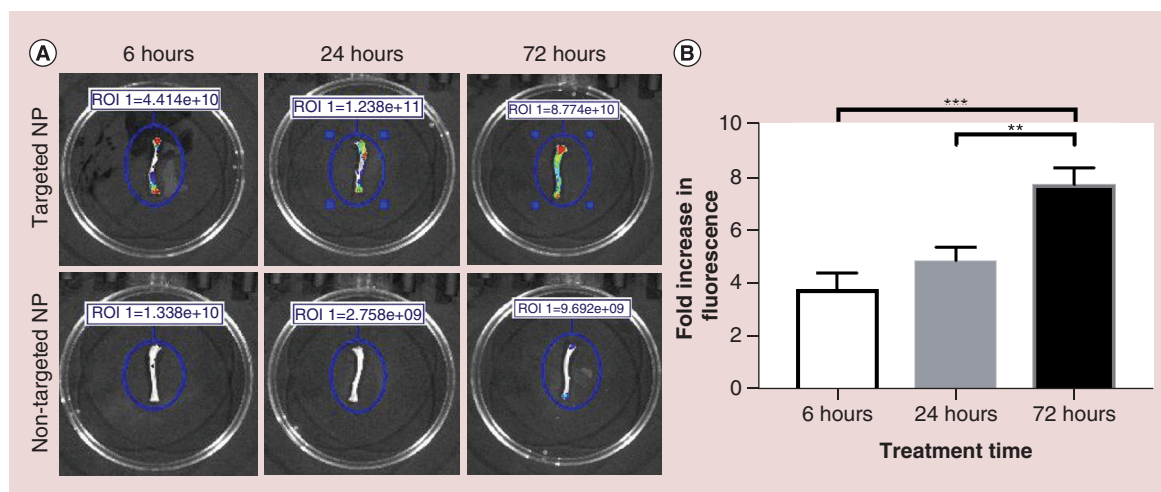 A
6 hours
24 hours
72 hours
Targeted NP
ROI 1=4.414e+10
ROI 1=1.238e+11
ROI 1=8.774e+10
Non-targeted NP
ROI 1=1.338e+10
ROI 1=2.758e+09
ROI 1=9.692e+09
B
***
**
Fold increase in
fluorescence
10
8
6
4
2
0
6 hours
24 hours
72 hours
Treatment time